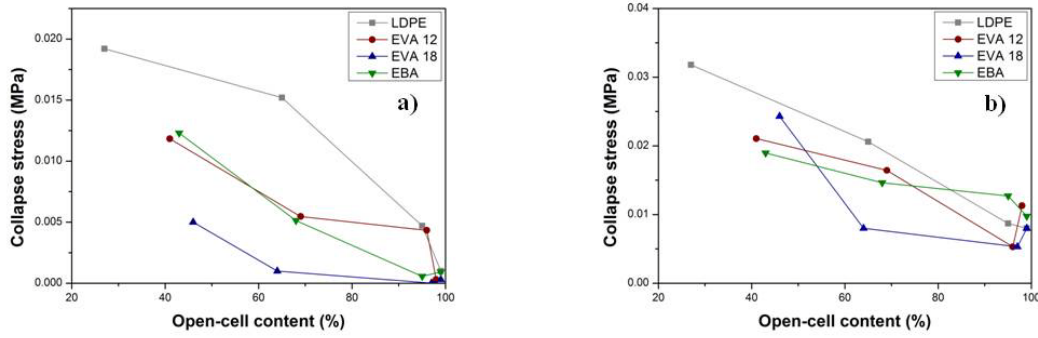 0.020
0.015
0.010
0.005
0.000
20
40
60
80
100
Collapse stress (MPa)
Open-cell content (%)
LDPE
EVA 12
EVA 18
EBA
a)
0.04
0.03
0.02
0.01
0.00
20
40
60
80
100
Collapse stress (MPa)
Open-cell content (%)
LDPE
EVA 12
EVA 18
EBA
b)